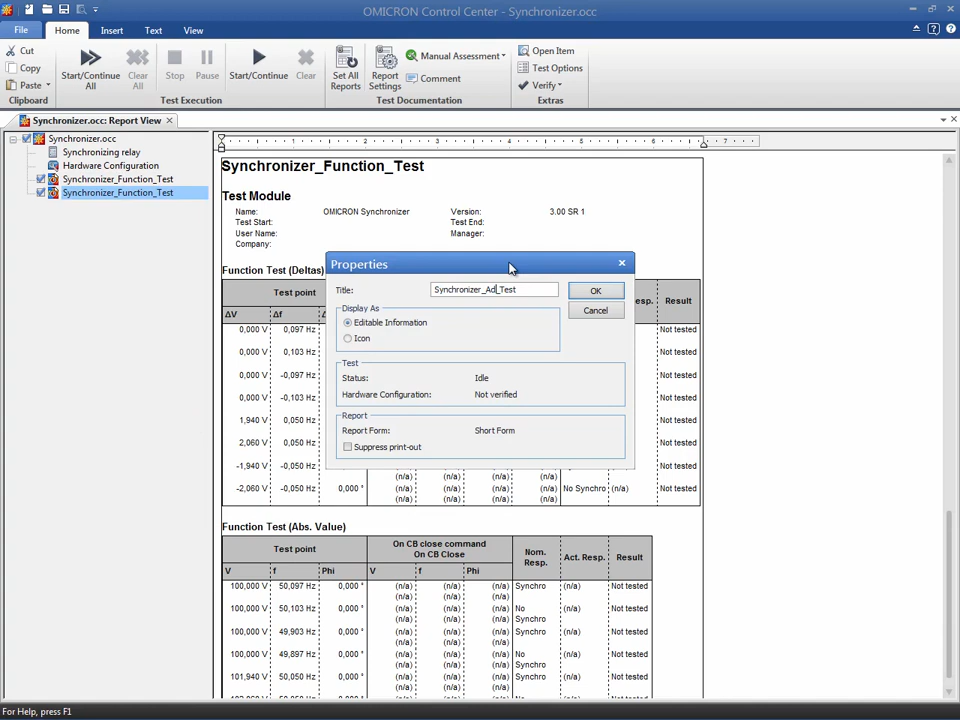 OMICRON Control Center - Synchronizer.occ
File
Home
Insert
Text
View
Cut
Copy
Paste
Clipboard
Start/Continue All
Clear All
Stop
Pause
Start/Continue
Clear
Test Execution
Set All Reports
Report Settings
Manual Assessment
Comment
Test Documentation
Open Item
Test Options
Verify
Extras
Synchronizer.occ: Report View
Synchronizer.occ
Synchronizing relay
Hardware Configuration
Synchronizer_Function_Test
Synchronizer_Function_Test
1 2 3 4 5 6 7
Synchronizer_Function_Test
Test Module
Name: OMICRON Synchronizer Version: 3.00 SR 1
Test Start: Test End:
User Name: Manager:
Company:
Function Test (Deltas)
Test point esp. Result
ΔV Δf
0,000 V 0,097 Hz Not tested
0,000 V 0,103 Hz Not tested
0,000 V -0,097 Hz Not tested
0,000 V -0,103 Hz Not tested
1,940 V 0,050 Hz Not tested
2,060 V 0,050 Hz Not tested
-1,940 V -0,050 Hz Not tested
(n/a) (n/a) (n/a)
-2,060 V -0,050 Hz 0,000 ° (n/a) (n/a) (n/a) No Synchro (n/a) Not tested
(n/a) (n/a) (n/a)
Properties
Title: Synchronizer_Ad_Test OK
Cancel
Display As
Editable Information
Icon
Test
Status: Idle
Hardware Configuration: Not verified
Report
Report Form: Short Form
Suppress print-out
Function Test (Abs. Value)
Test point On CB close command Nom. Resp. Act. Resp. Result
On CB Close
V f Phi V f Phi
100,000 V 50,097 Hz 0,000 ° (n/a) (n/a) (n/a) Synchro (n/a) Not tested
(n/a) (n/a) (n/a)
100,000 V 50,103 Hz 0,000 ° (n/a) (n/a) (n/a) No (n/a) Not tested
(n/a) (n/a) (n/a) Synchro
100,000 V 49,903 Hz 0,000 ° (n/a) (n/a) (n/a) Synchro (n/a) Not tested
(n/a) (n/a) (n/a)
100,000 V 49,897 Hz 0,000 ° (n/a) (n/a) (n/a) No (n/a) Not tested
(n/a) (n/a) (n/a) Synchro
101,940 V 50,050 Hz 0,000 ° (n/a) (n/a) (n/a) Synchro (n/a) Not tested
(n/a) (n/a) (n/a)
For Help, press F1